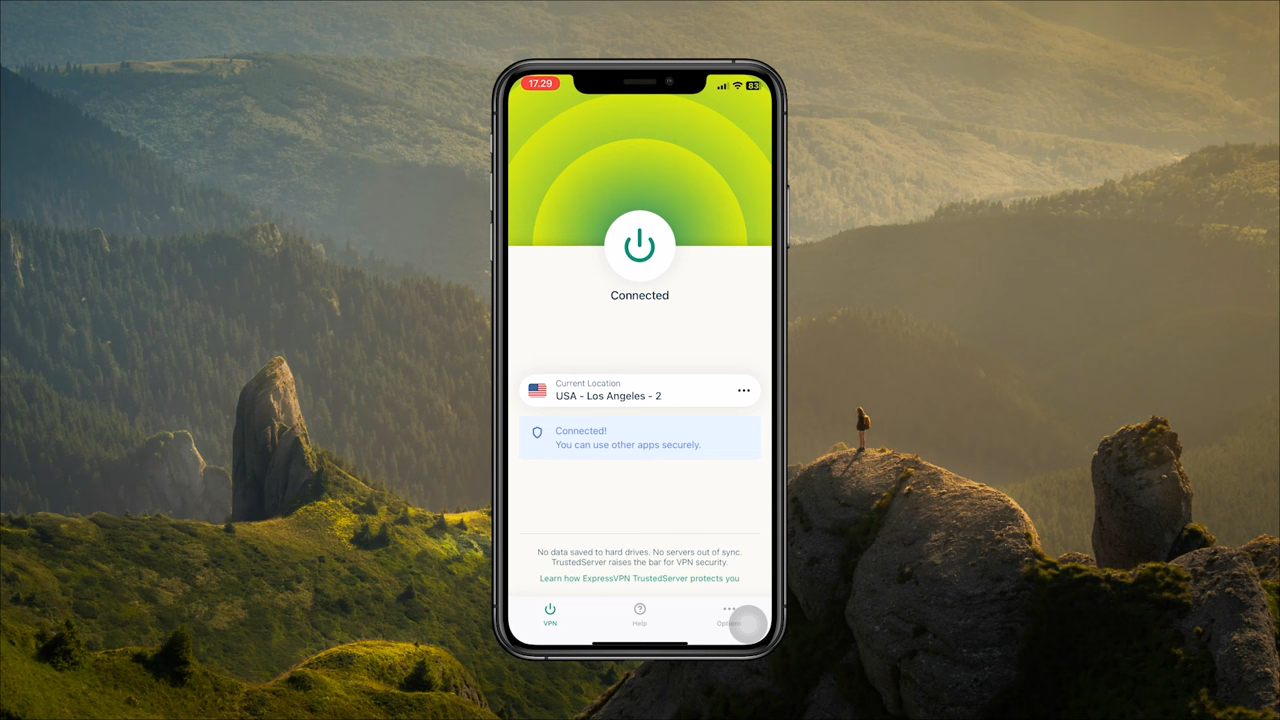 17.29
83
Connected
Current Location
USA - Los Angeles - 2
Connected!
You can use other apps securely.
No data saved to hard drives. No servers out of sync.
TrustedServer raises the bar for VPN security.
Learn how ExpressVPN TrustedServer protects you
VPN
Help